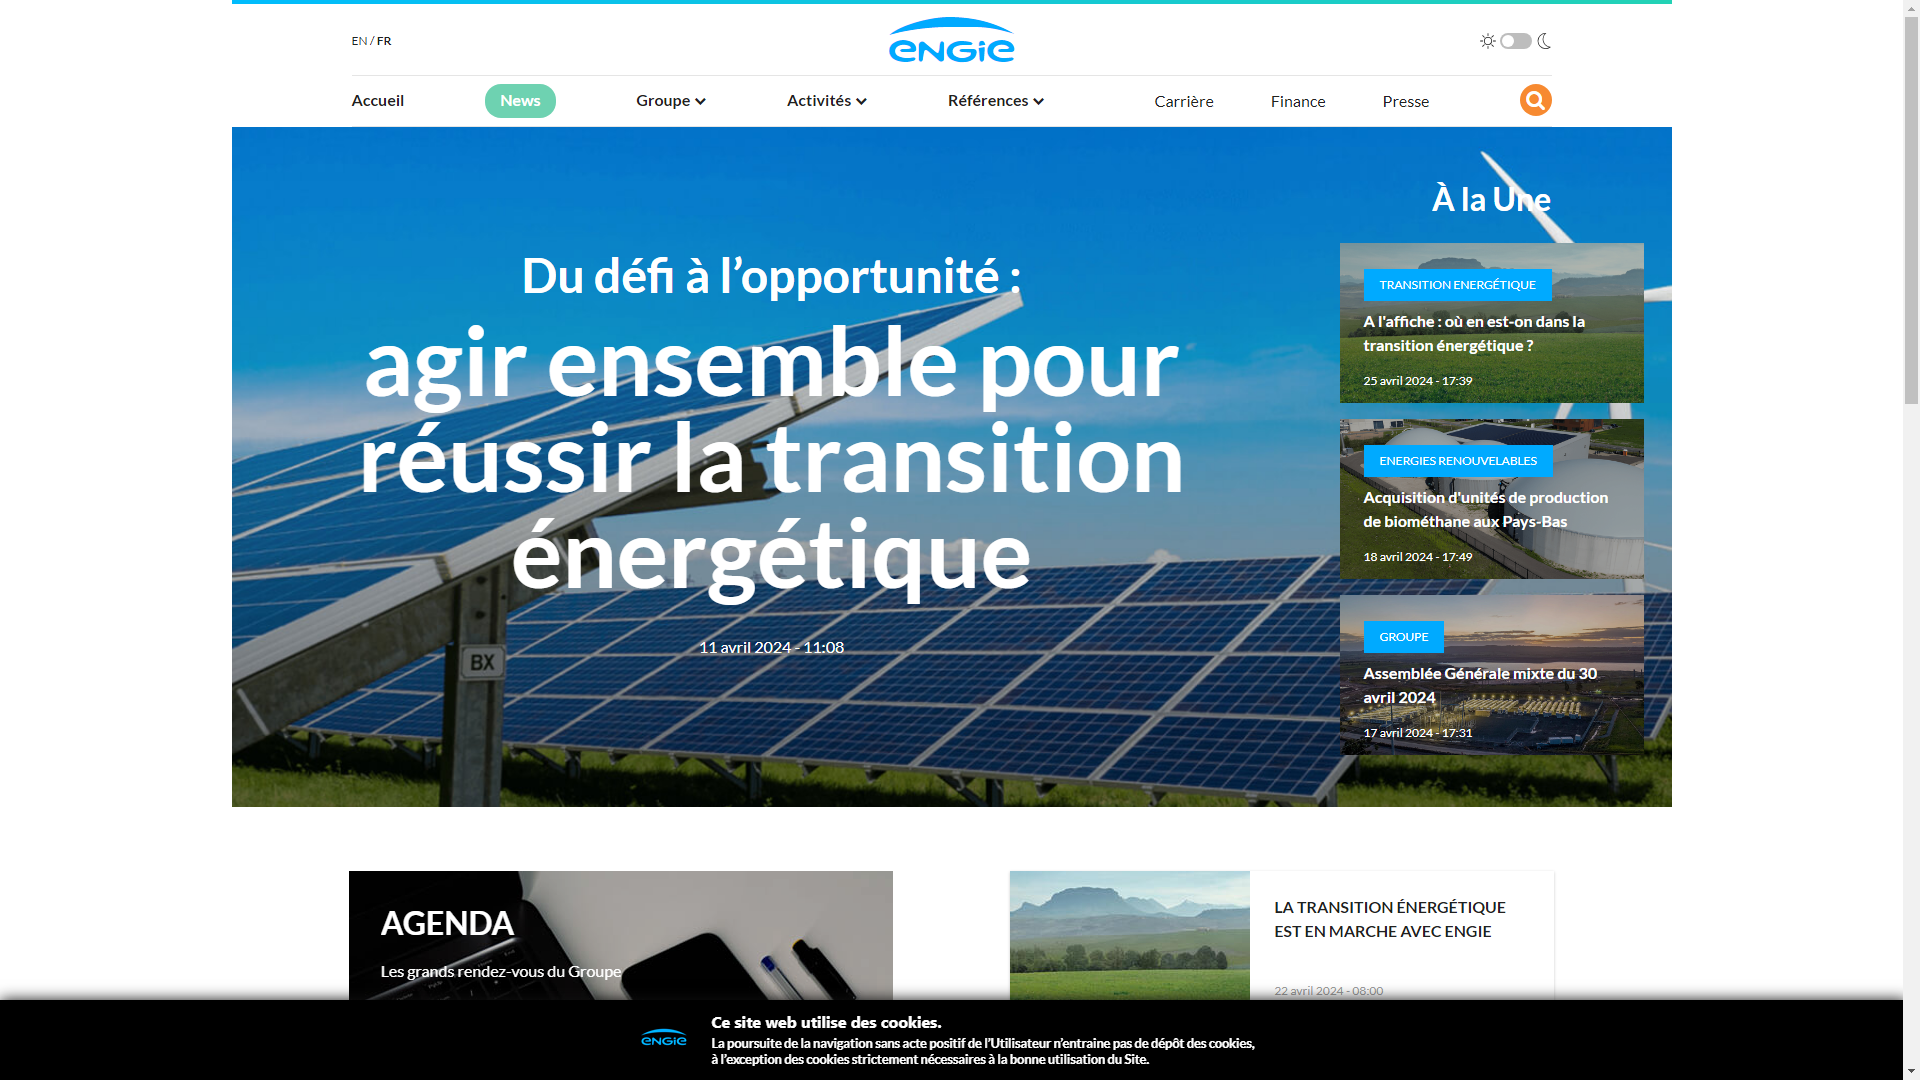 EN / FR
ENGIE
Accueil
News
Groupe
Activités
Références
Carrière
Finance
Presse
À la Une
Du défi à l’opportunité :
agir ensemble pour
réussir la transition
énergétique
11 avril 2024 - 11:08
BX
TRANSITION ENERGÉTIQUE
A l'affiche : où en est-on dans la
transition énergétique ?
25 avril 2024 - 17:39
ENERGIES RENOUVELABLES
Acquisition d'unités de production
de biométhane aux Pays-Bas
18 avril 2024 - 17:49
GROUPE
Assemblée Générale mixte du 30
avril 2024
17 avril 2024 - 17:31
AGENDA
Les grands rendez-vous du Groupe
LA TRANSITION ÉNERGÉTIQUE
EST EN MARCHE AVEC ENGIE
22 avril 2024 - 08:00
ENGIE
Ce site web utilise des cookies.
La poursuite de la navigation sans acte positif de l’Utilisateur n’entraine pas de dépôt des cookies,
à l’exception des cookies strictement nécessaires à la bonne utilisation du Site.